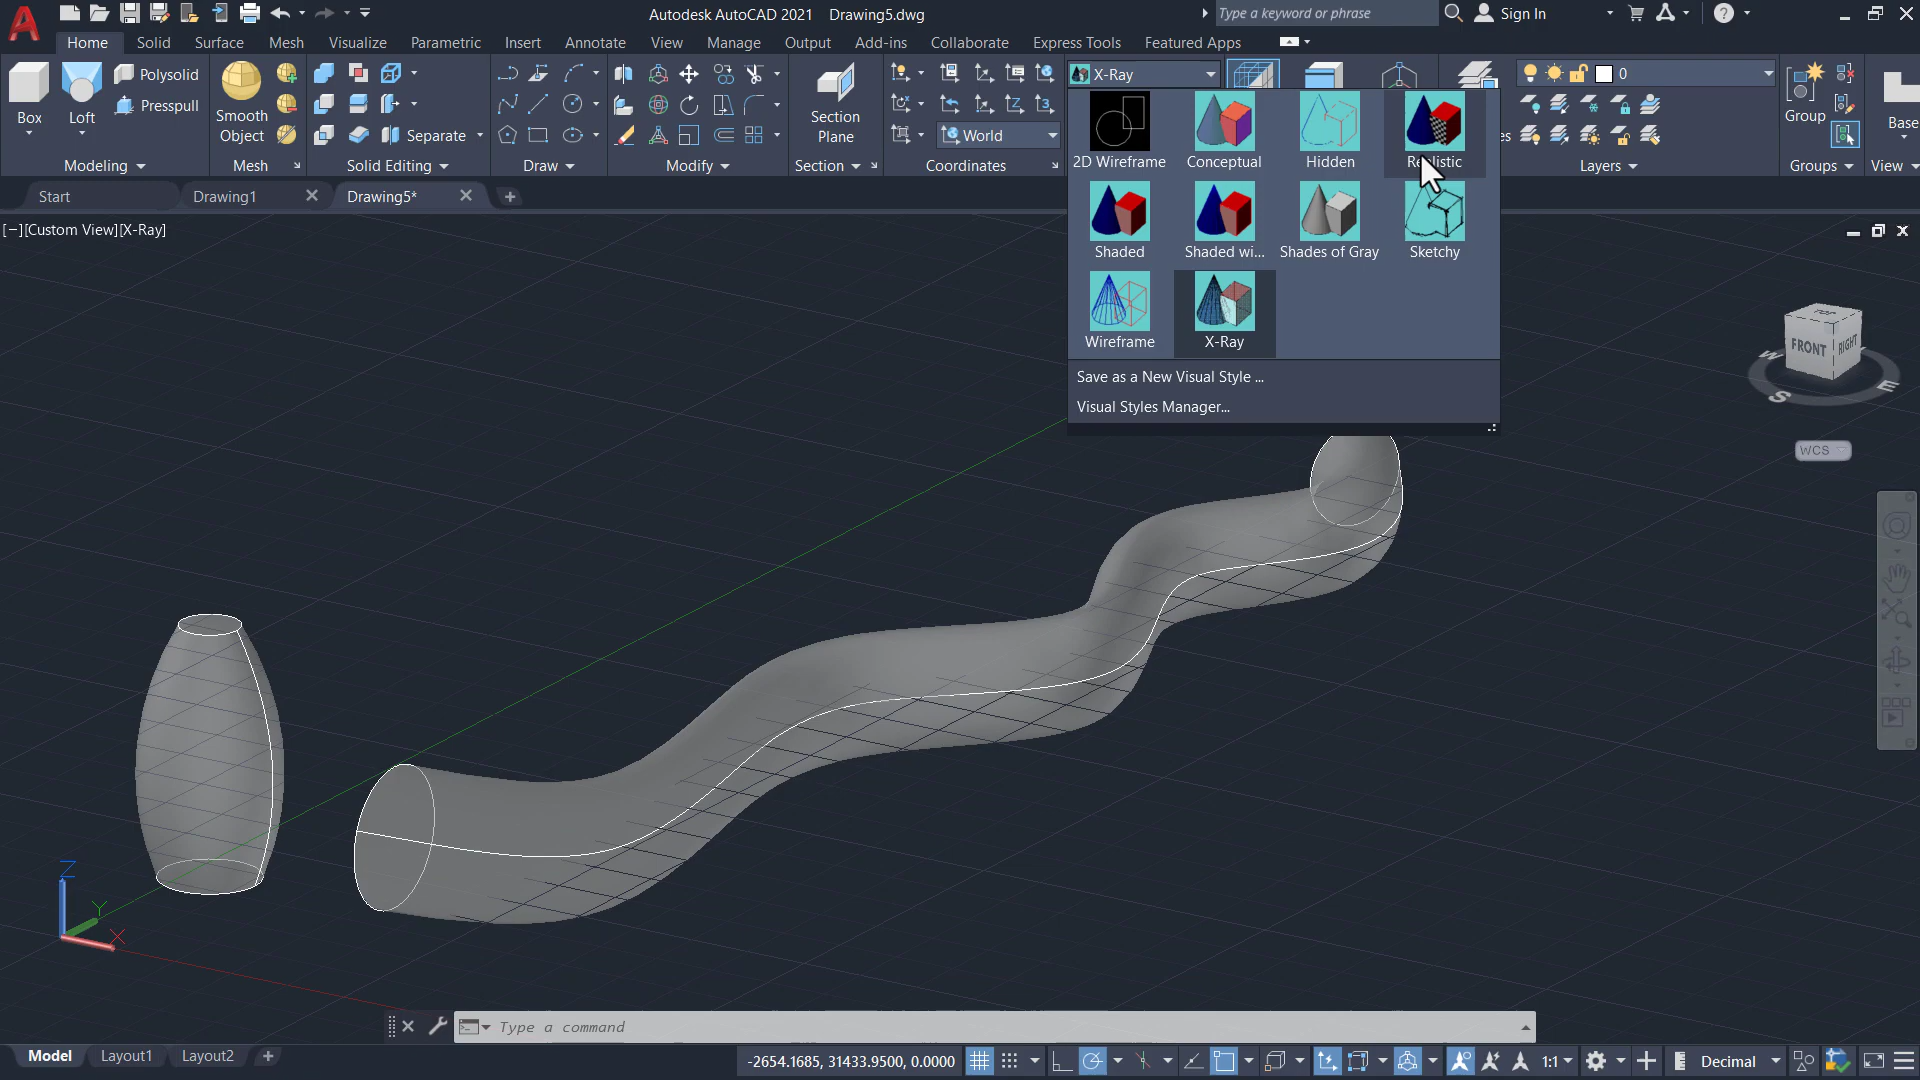 Autodesk AutoCAD 2021 Drawing5.dwg
Type a keyword or phrase
Sign In
Home Solid Surface Mesh Visualize Parametric Insert Annotate View Manage Output Add-ins Collaborate Express Tools Featured Apps
Box
Loft
Polysolid
Presspull
Smooth
Object
Separate
Section
Plane
World
X-Ray
0
Group
Base
Modeling
Mesh
Solid Editing
Draw
Modify
Section
Coordinates
Layers
Groups
View
Start
Drawing1
Drawing5*
[−][Custom View][X-Ray]
2D Wireframe
Conceptual
Hidden
Realistic
Shaded
Shaded wi...
Shades of Gray
Sketchy
Wireframe
X-Ray
Save as a New Visual Style ...
Visual Styles Manager...
TOP
FRONT
RIGHT
W
S
E
WCS
Z
Y
X
Type a command
Model
Layout1
Layout2
-2654.1685, 31433.9500, 0.0000
1:1
Decimal